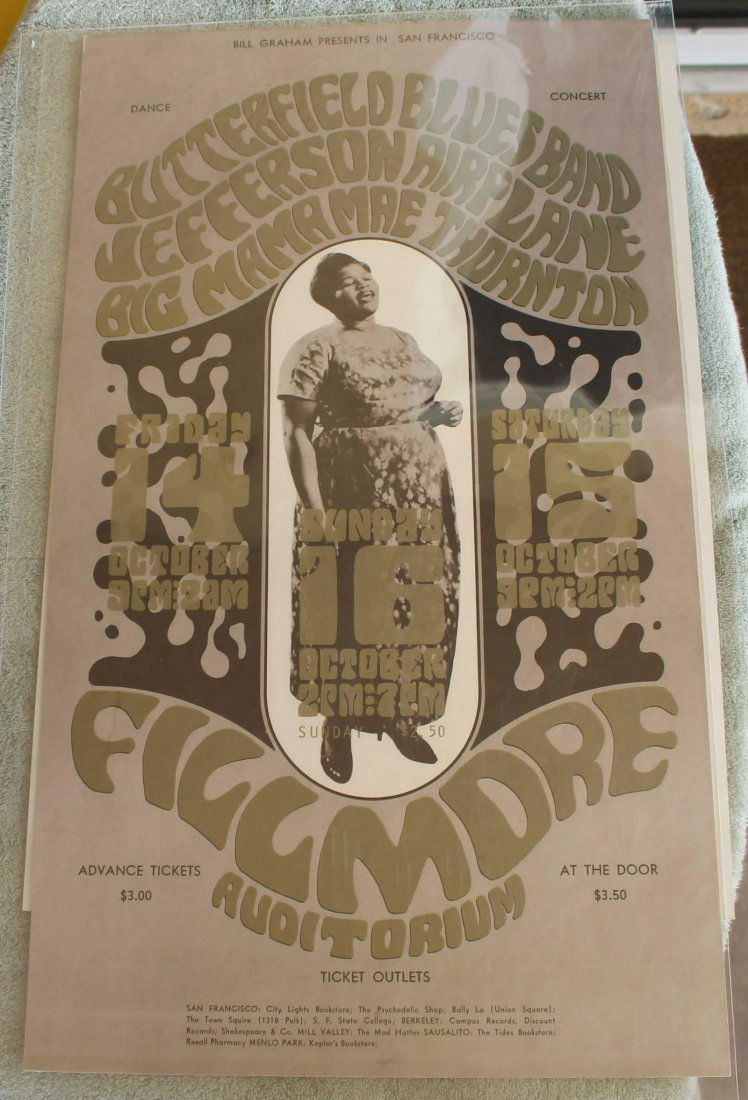 BILL GRAHAM PRESENTS IN SAN FRANCISCO
DANCE
CONCERT
BUTTERFIELD BLUES BAND
JEFFERSON AIRPLANE
BIG MAMA MAE THORNTON
FRIDAY
14
OCTOBER
9PM:2AM
SATURDAY
15
OCTOBER
9PM:2PM
SUNDAY
16
OCTOBER
2PM:7PM
SUNDAY $2.50
FILLMORE
AUDITORIUM
ADVANCE TICKETS
$3.00
AT THE DOOR
$3.50
TICKET OUTLETS
SAN FRANCISCO: City Lights Bookstore; The Psychedelic Shop; Bally Lo (Union Square);
The Town Squire (1318 Polk); S. F. State College; BERKELEY: Campus Records, Discount
Records; Shakespeare & Co. MILL VALLEY: The Mad Hatter SAUSALITO: The Tides Bookstore;
Rexall Pharmacy MENLO PARK: Kepler's Bookstore.